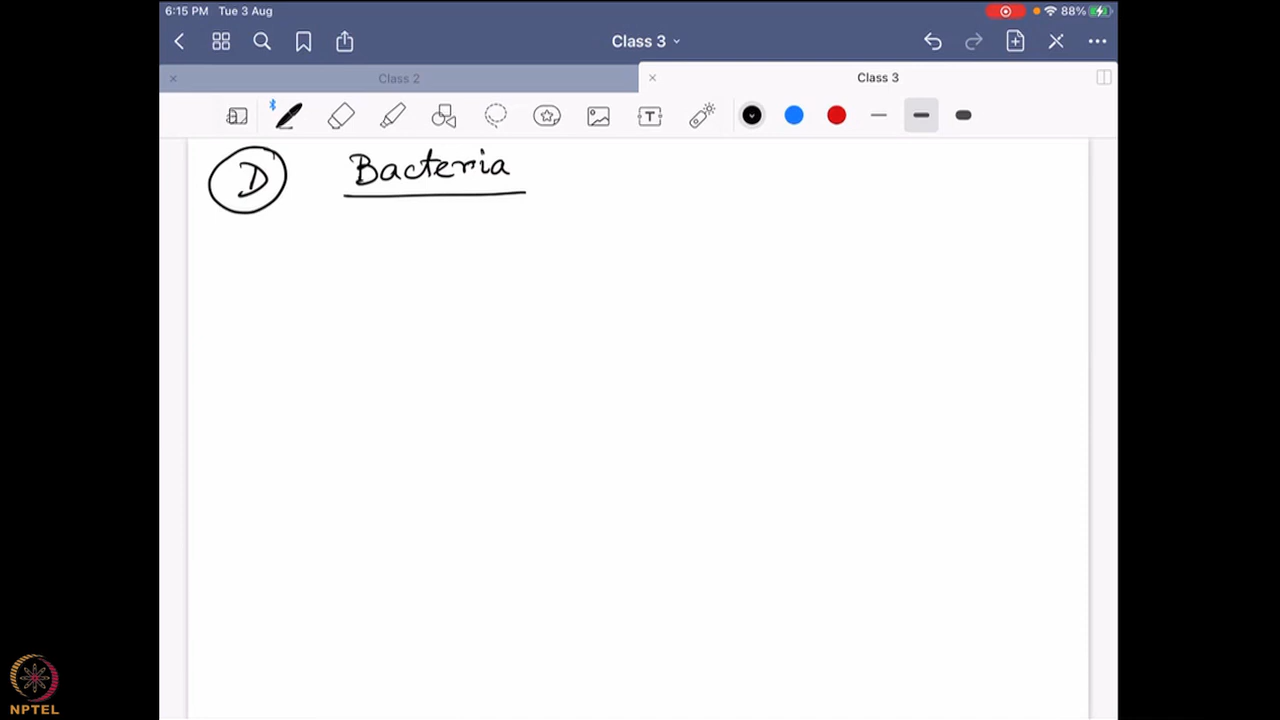 6:15 PM Tue 3 Aug 88%
Class 3
Class 2 Class 3
T
D Bacteria
NPTEL